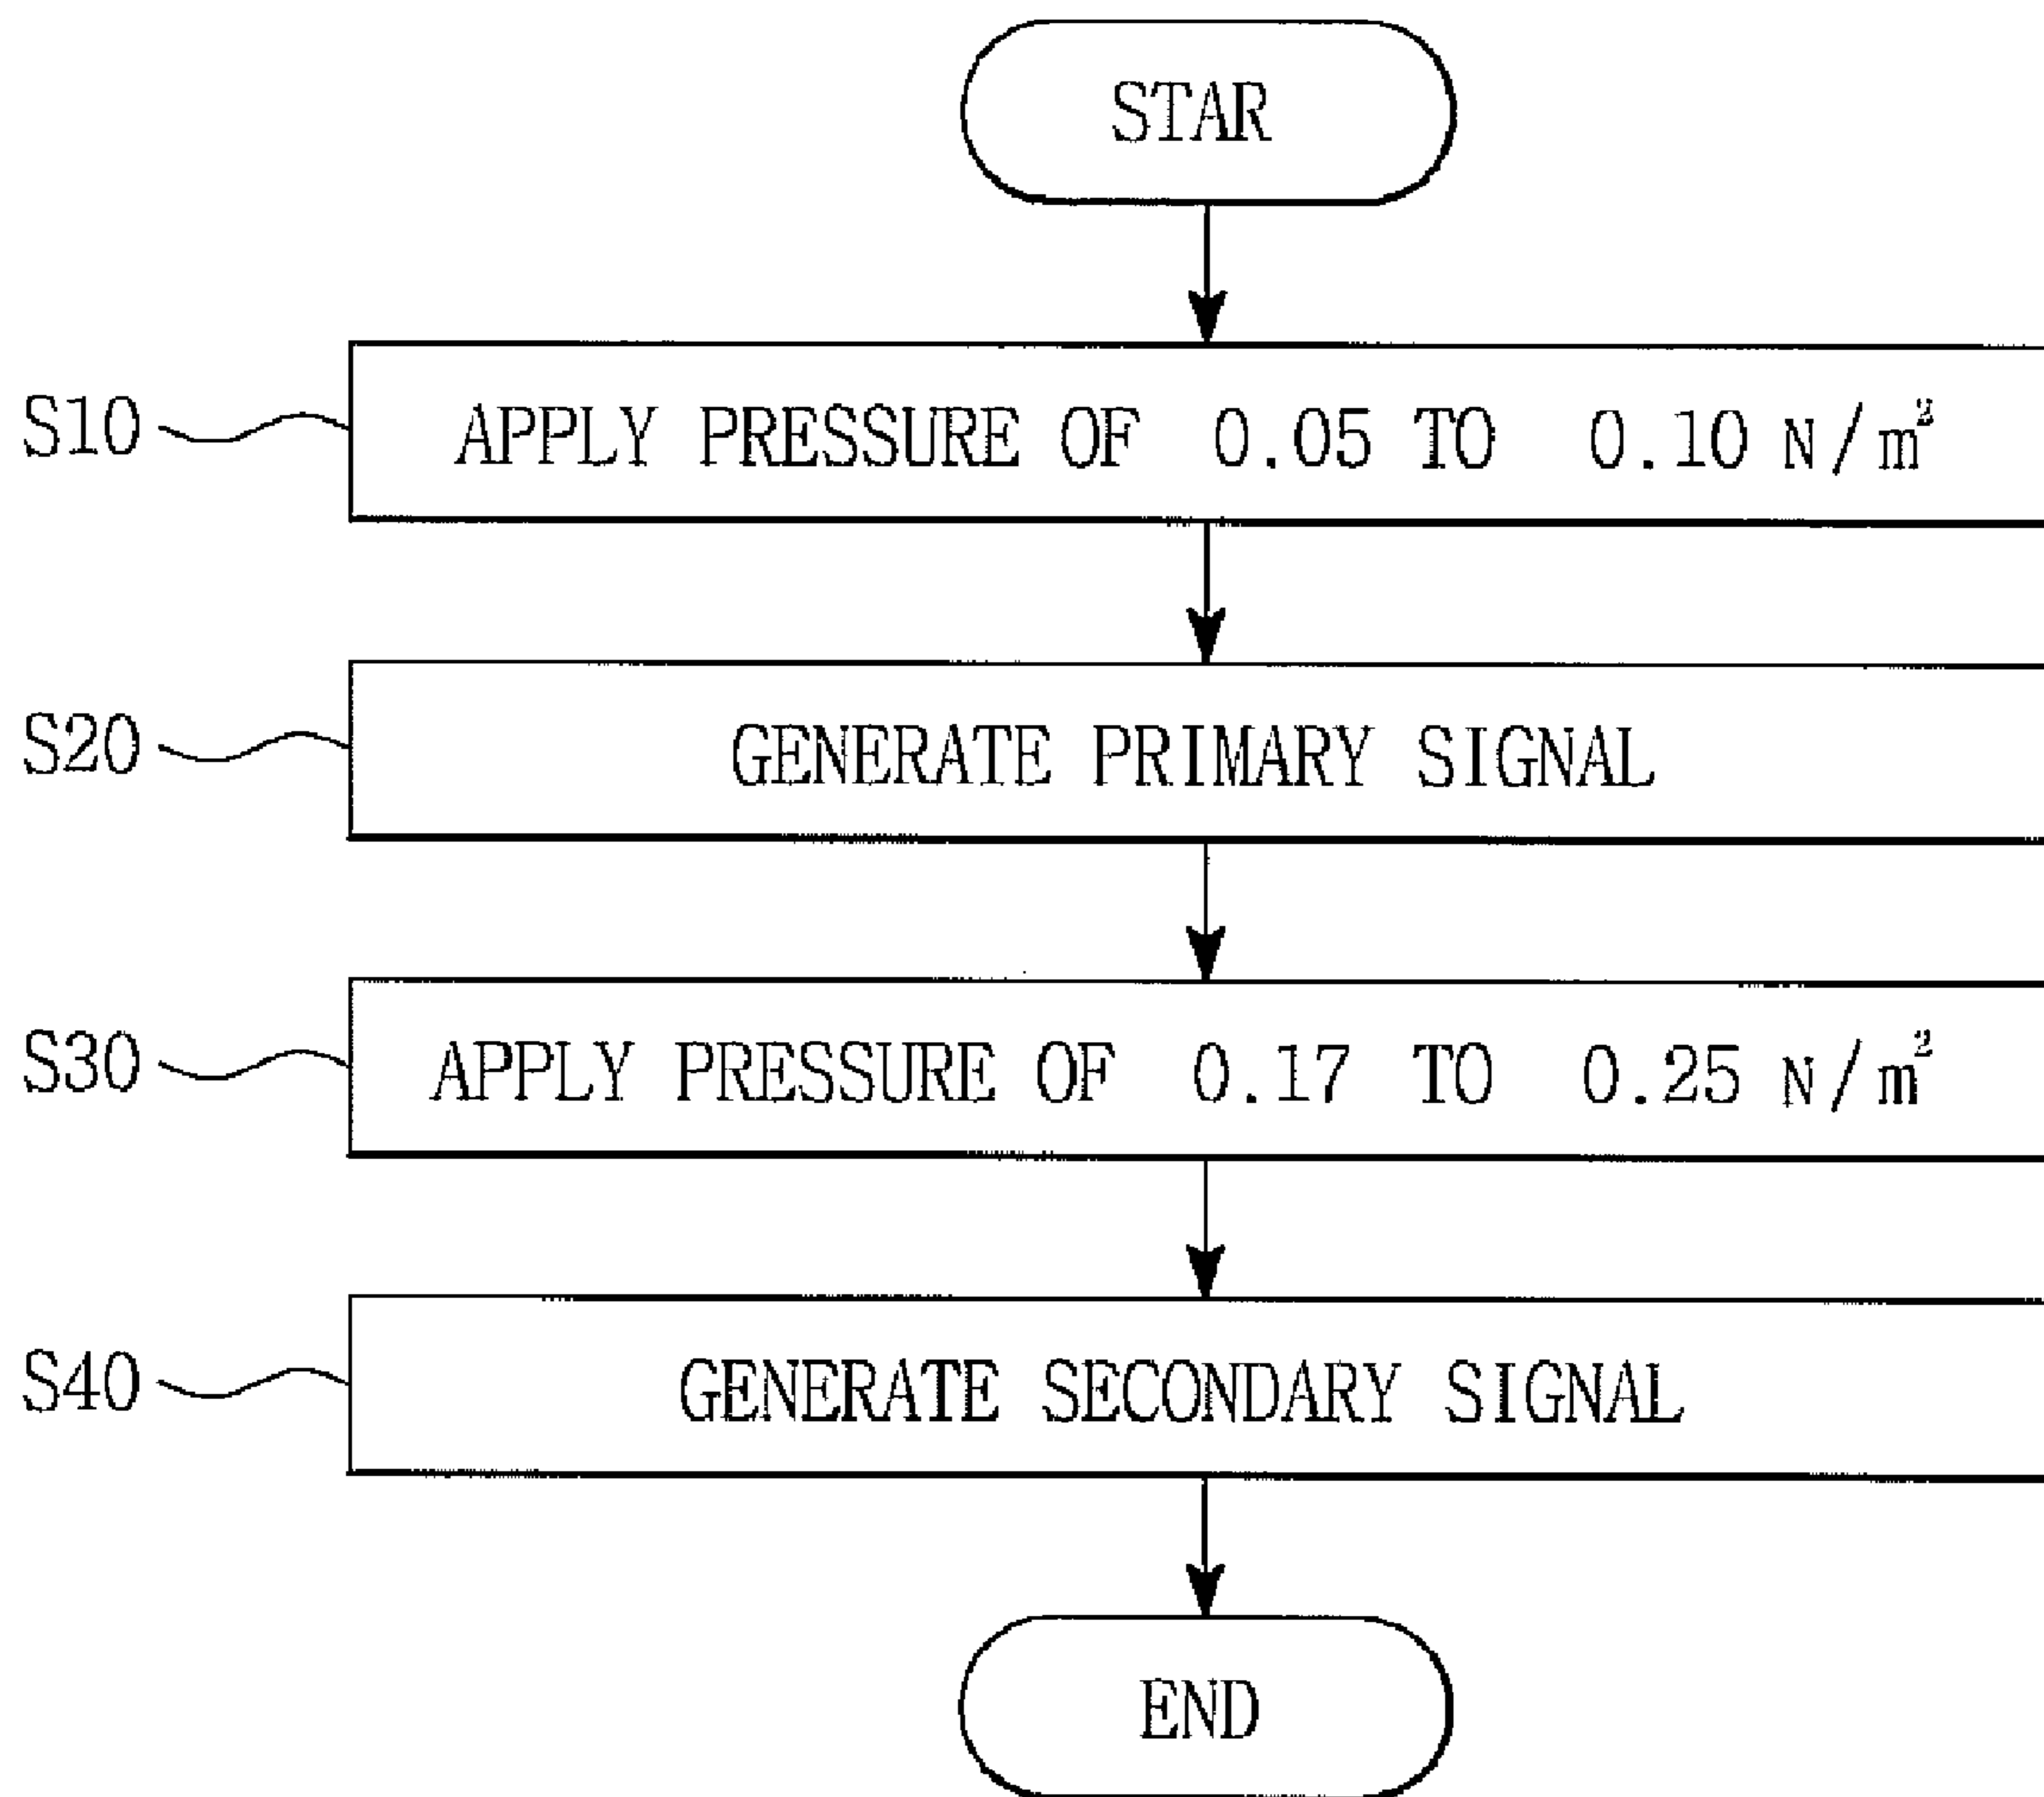 STAR
S10 APPLY PRESSURE OF 0.05 TO 0.10 N/m²
S20 GENERATE PRIMARY SIGNAL
S30 APPLY PRESSURE OF 0.17 TO 0.25 N/m²
S40 GENERATE SECONDARY SIGNAL
END